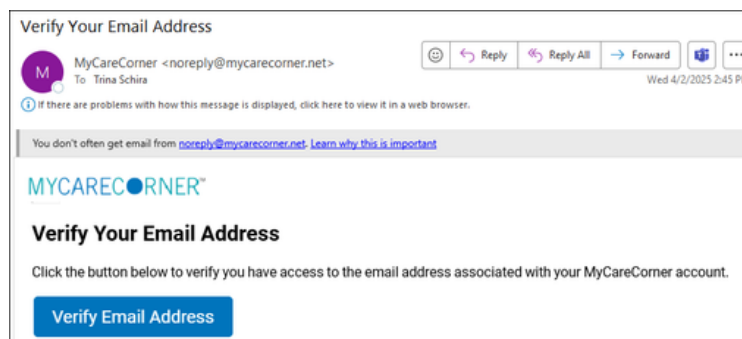 Verify Your Email Address
M
MyCareCorner <noreply@mycarecorner.net>
To Trina Schira
Reply
Reply All
Forward
Wed 4/2/2025 2:45 P
If there are problems with how this message is displayed, click here to view it in a web browser.
You don't often get email from noreply@mycarecorner.net. Learn why this is important
MYCARECORNER™
Verify Your Email Address
Click the button below to verify you have access to the email address associated with your MyCareCorner account.
Verify Email Address